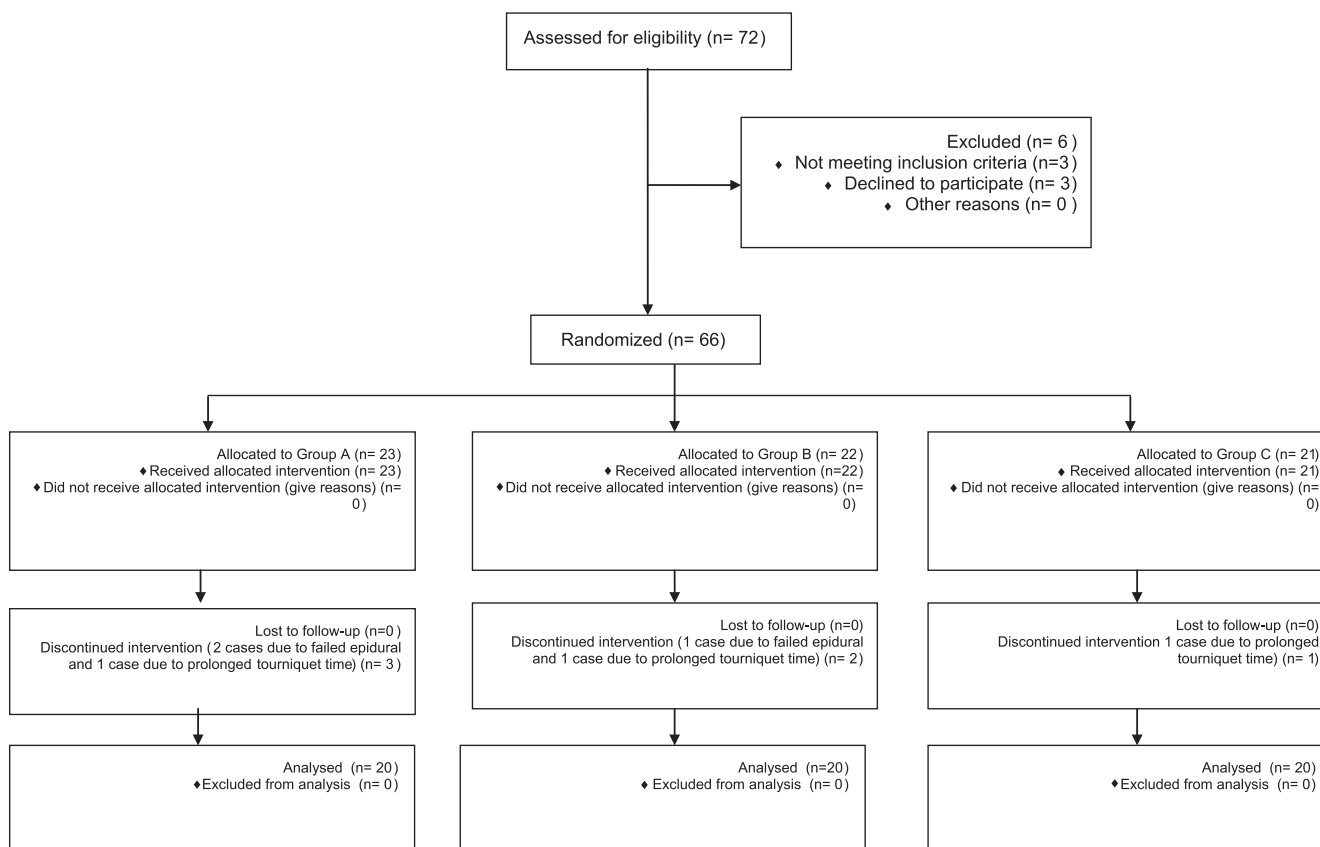 Assessed for eligibility (n= 72)
Excluded (n= 6 )
♦ Not meeting inclusion criteria (n=3)
♦ Declined to participate (n= 3)
♦ Other reasons (n= 0 )
Randomized (n= 66)
Allocated to Group A (n= 23)
♦ Received allocated intervention (n= 23)
♦ Did not receive allocated intervention (give reasons) (n=
0)
Allocated to Group B (n= 22)
♦ Received allocated intervention (n=22)
♦ Did not receive allocated intervention (give reasons) (n=
0)
Allocated to Group C (n= 21)
♦ Received allocated intervention (n= 21)
♦ Did not receive allocated intervention (give reasons) (n=
0)
Lost to follow-up (n=0 )
Discontinued intervention (2 cases due to failed epidural
and 1 case due to prolonged tourniquet time) (n= 3 )
Lost to follow-up (n=0)
Discontinued intervention (1 case due to failed epidural
and 1 case due to prolonged tourniquet time) (n= 2 )
Lost to follow-up (n=0)
Discontinued intervention 1 case due to prolonged
tourniquet time) (n= 1)
Analysed (n= 20)
♦ Excluded from analysis (n= 0)
Analysed (n=20)
♦ Excluded from analysis (n= 0)
Analysed (n= 20)
♦ Excluded from analysis (n= 0)